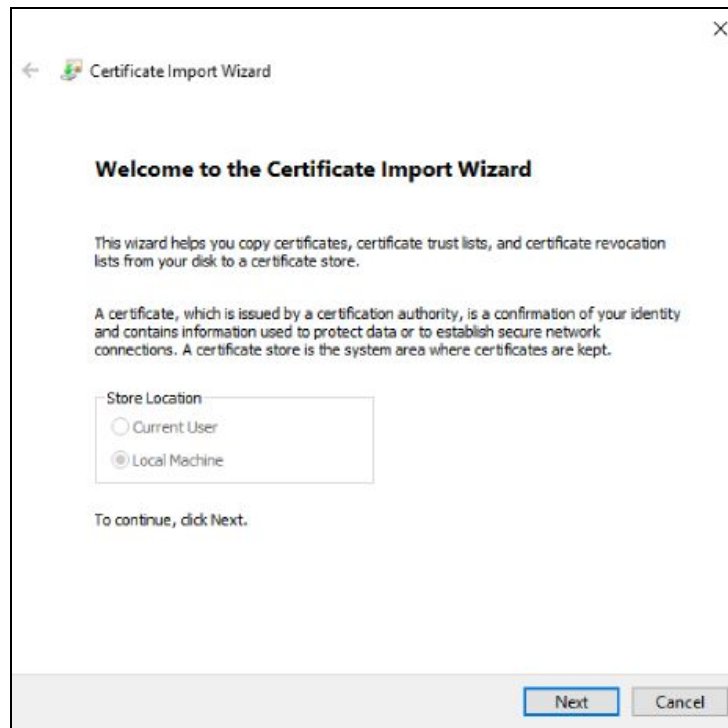 Certificate Import Wizard
Welcome to the Certificate Import Wizard
This wizard helps you copy certificates, certificate trust lists, and certificate revocation
lists from your disk to a certificate store.
A certificate, which is issued by a certification authority, is a confirmation of your identity
and contains information used to protect data or to establish secure network
connections. A certificate store is the system area where certificates are kept.
Store Location
Current User
Local Machine
To continue, click Next.
Next Cancel